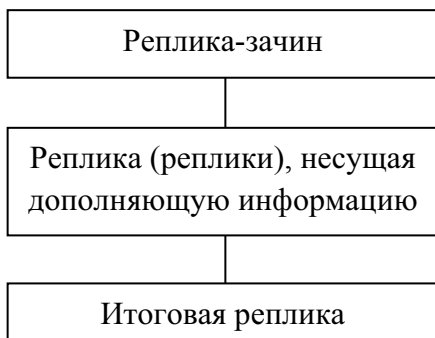 Реплика-зачин
Реплика (реплики), несущая
дополняющую информацию
Итоговая реплика